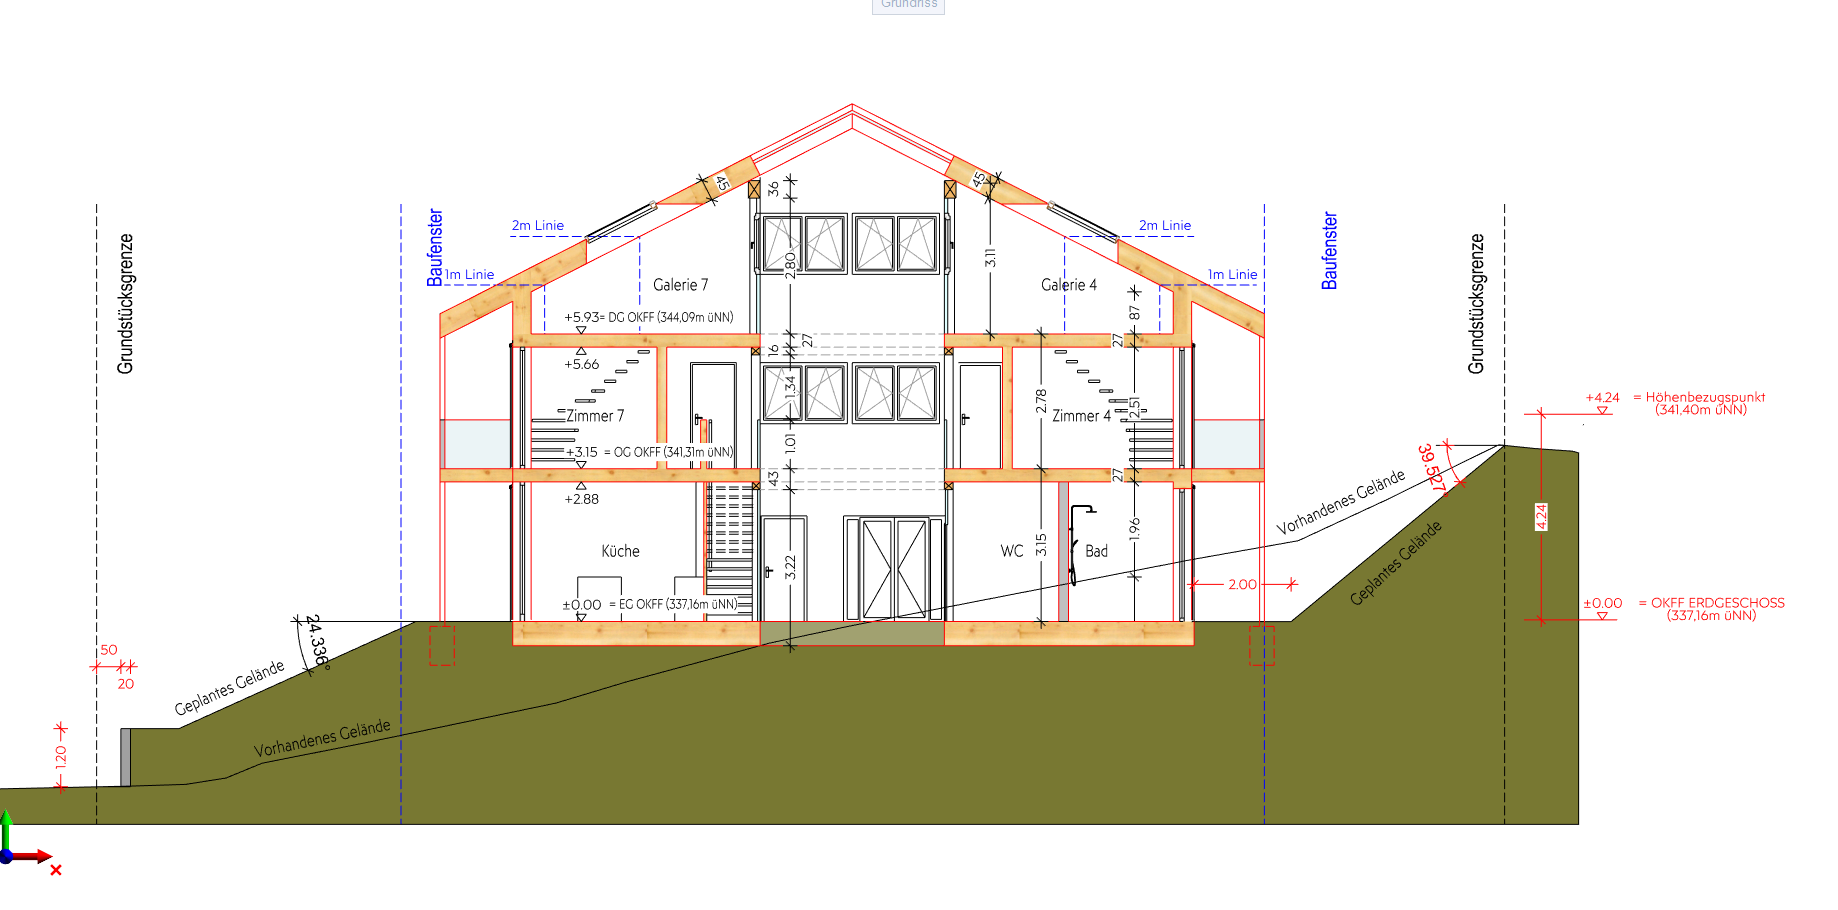 Grundriss
Grundstücksgrenze
Baufenster
2m Linie
1m Linie
45
36
45
2m Linie
1m Linie
Baufenster
Grundstücksgrenze
2.80
3.11
Galerie 7
Galerie 4
87
+5.93= DG OKFF (344,09m üNN)
27
16
27
+5.66
1.34
2.78
2.51
Zimmer 7
Zimmer 4
+4.24 = Höhenbezugspunkt
(341,40m üNN)
1.01
+3.15 = OG OKFF (341,31m üNN)
43
27
39.527°
Vorhandenes Gelände
+2.88
4.24
1.96
Küche
WC
3.15
Bad
3.22
Geplantes Gelände
2.00
±0.00 = EG OKFF (337,16m üNN)
±0.00 = OKFF ERDGESCHOSS
(337,16m üNN)
24.336°
50
20
Geplantes Gelände
Vorhandenes Gelände
1.20